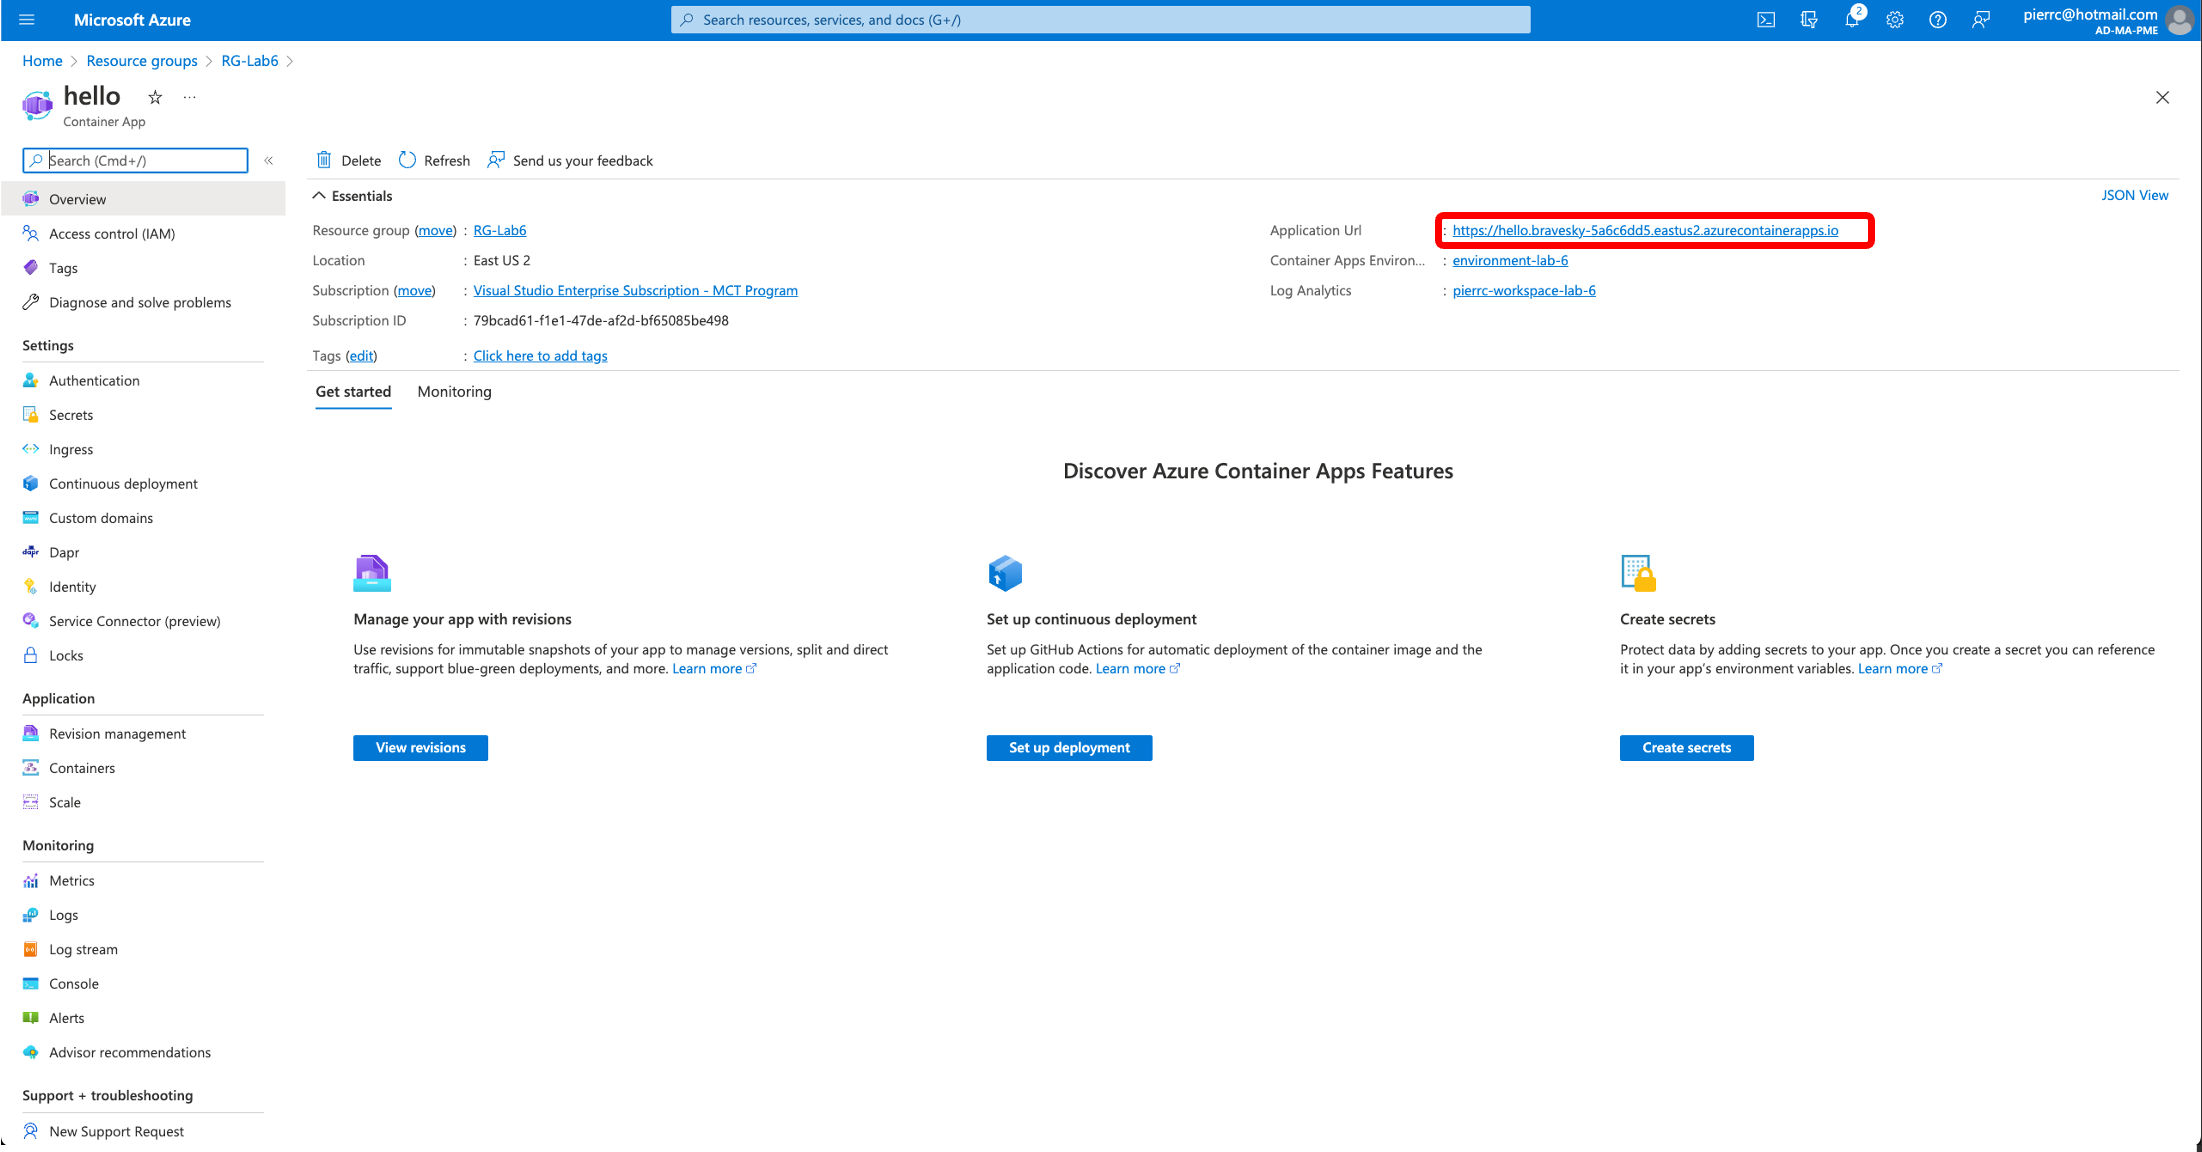 Microsoft Azure
Search resources, services, and docs (G+/)
2
pierrc@hotmail.com
AD-MA-PME
Home > Resource groups > RG-Lab6 >
hello
Container App
Search (Cmd+/)
Delete
Refresh
Send us your feedback
Overview
Access control (IAM)
Tags
Diagnose and solve problems
Settings
Authentication
Secrets
Ingress
Continuous deployment
Custom domains
dapr Dapr
Identity
Service Connector (preview)
Locks
Application
Revision management
Containers
Scale
Monitoring
Metrics
Logs
Log stream
Console
Alerts
Advisor recommendations
Support + troubleshooting
New Support Request
Essentials
JSON View
Resource group (move) : RG-Lab6
Location : East US 2
Subscription (move) : Visual Studio Enterprise Subscription - MCT Program
Subscription ID : 79bcad61-f1e1-47de-af2d-bf65085be498
Tags (edit) : Click here to add tags
Application Url : https://hello.bravesky-5a6c6dd5.eastus2.azurecontainerapps.io
Container Apps Environ... : environment-lab-6
Log Analytics : pierrc-workspace-lab-6
Get started
Monitoring
Discover Azure Container Apps Features
Manage your app with revisions
Use revisions for immutable snapshots of your app to manage versions, split and direct
traffic, support blue-green deployments, and more. Learn more
View revisions
Set up continuous deployment
Set up GitHub Actions for automatic deployment of the container image and the
application code. Learn more
Set up deployment
Create secrets
Protect data by adding secrets to your app. Once you create a secret you can reference
it in your app's environment variables. Learn more
Create secrets